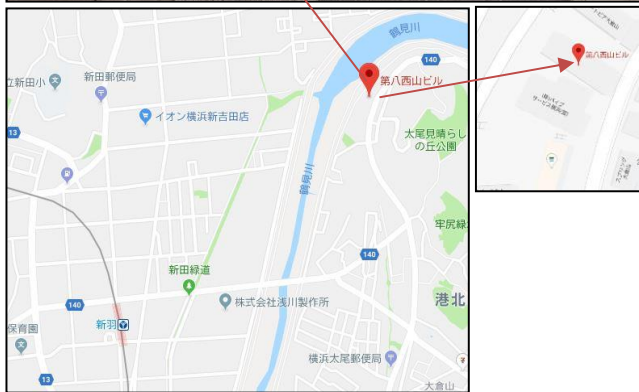 鶴見川
140
第八西山ビル
立新田小
新田郵便局
イオン横浜新吉田店
13
太尾見晴らし
の丘公園
鶴見川
牢尻緑
140
新田緑道
140
株式会社浅川製作所
港北
新羽
保育園
横浜太尾郵便局
13
大倉山
第八西山ビル